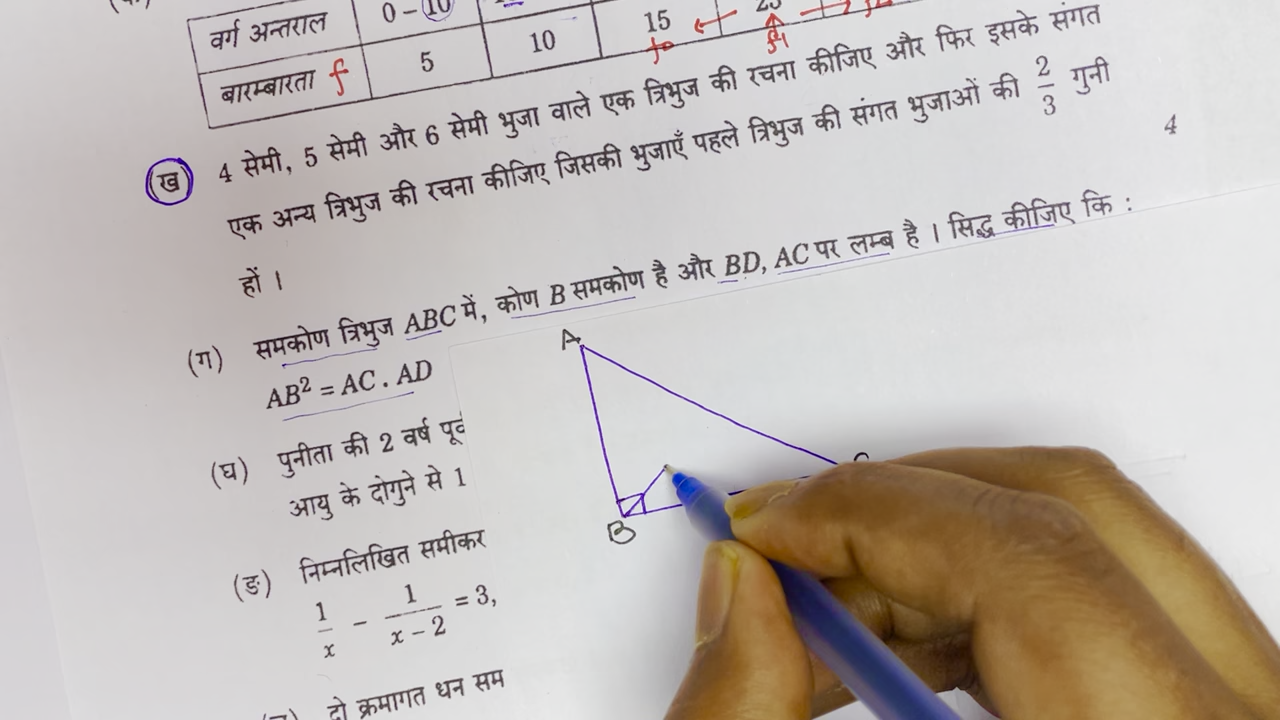 वर्ग अन्तराल 0 – 10 15
बारम्बारता f 5 10
f₀ f₁
(ख) 4 सेमी, 5 सेमी और 6 सेमी भुजा वाले एक त्रिभुज की रचना कीजिए और फिर इसके संगत
एक अन्य त्रिभुज की रचना कीजिए जिसकी भुजाएँ पहले त्रिभुज की संगत भुजाओं की 2/3 गुनी
हों । 4
(ग) समकोण त्रिभुज ABC में, कोण B समकोण है और BD, AC पर लम्ब है । सिद्ध कीजिए कि :
AB² = AC . AD
A
B
(घ) पुनीता की 2 वर्ष पूर्व
आयु के दोगुने से 1
(ङ) निम्नलिखित समीकर
1/x – 1/(x – 2) = 3,
दो क्रमागत धन सम